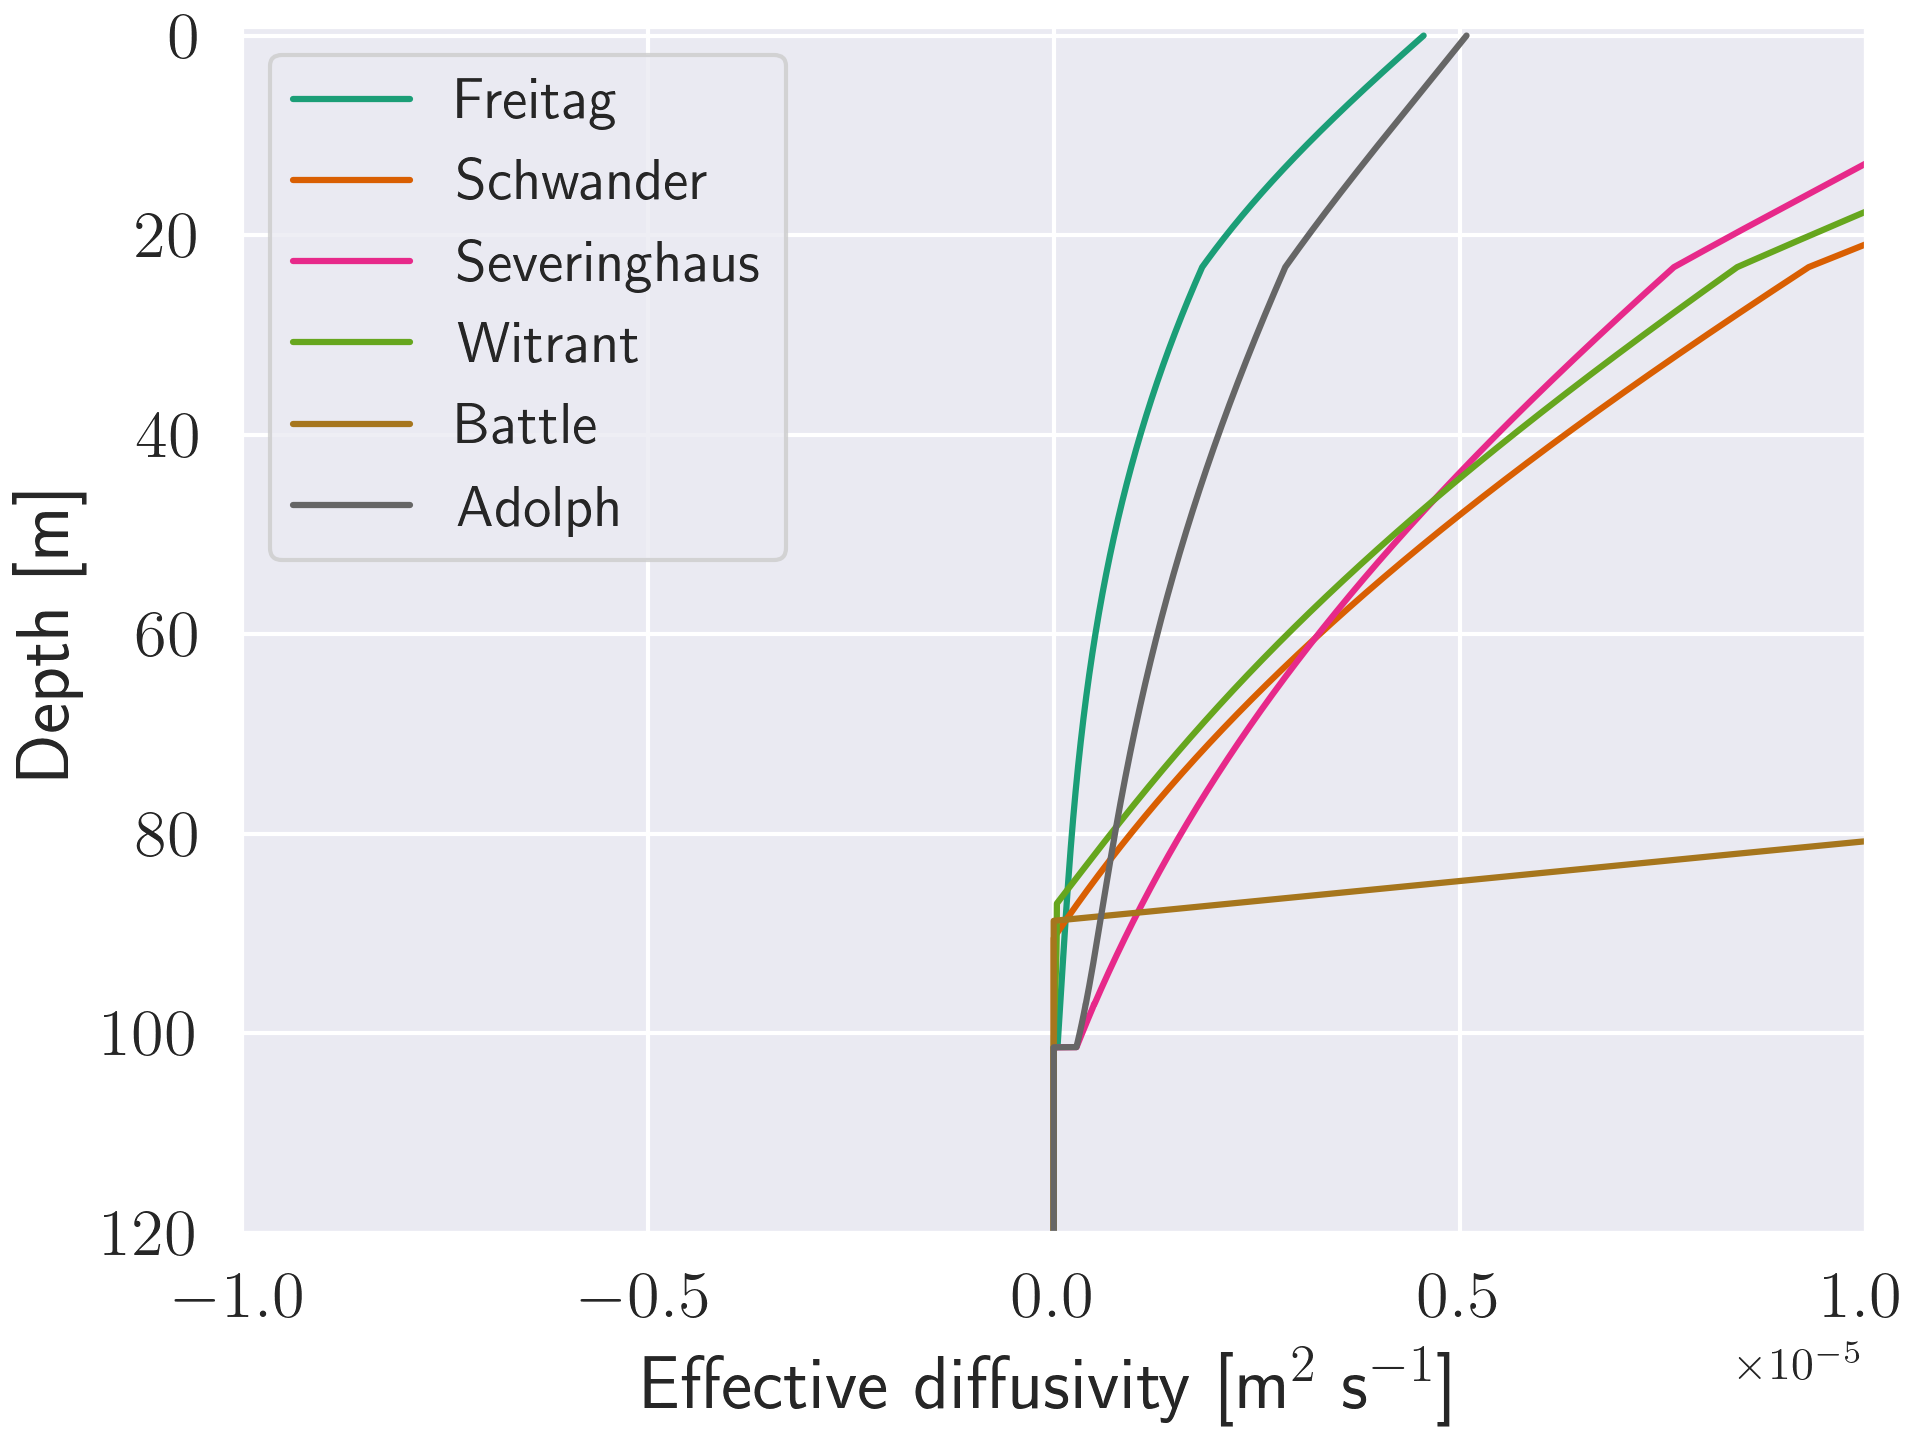 0
20
40
60
80
100
120
Depth [m]
Freitag
Schwander
Severinghaus
Witrant
Battle
Adolph
−1.0 −0.5 0.0 0.5 1.0
×10⁻⁵
Effective diffusivity [m² s⁻¹]